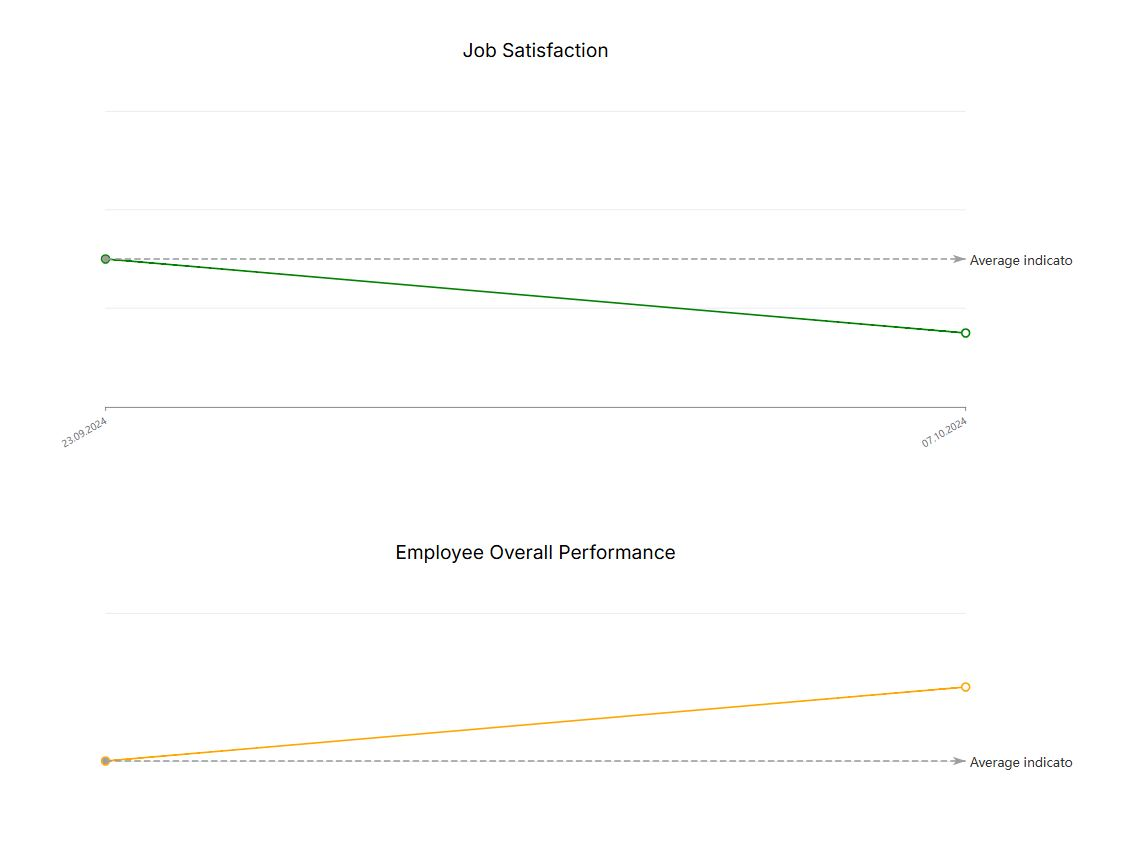 Job Satisfaction
Average indicato
23.09.2024
07.10.2024
Employee Overall Performance
Average indicato